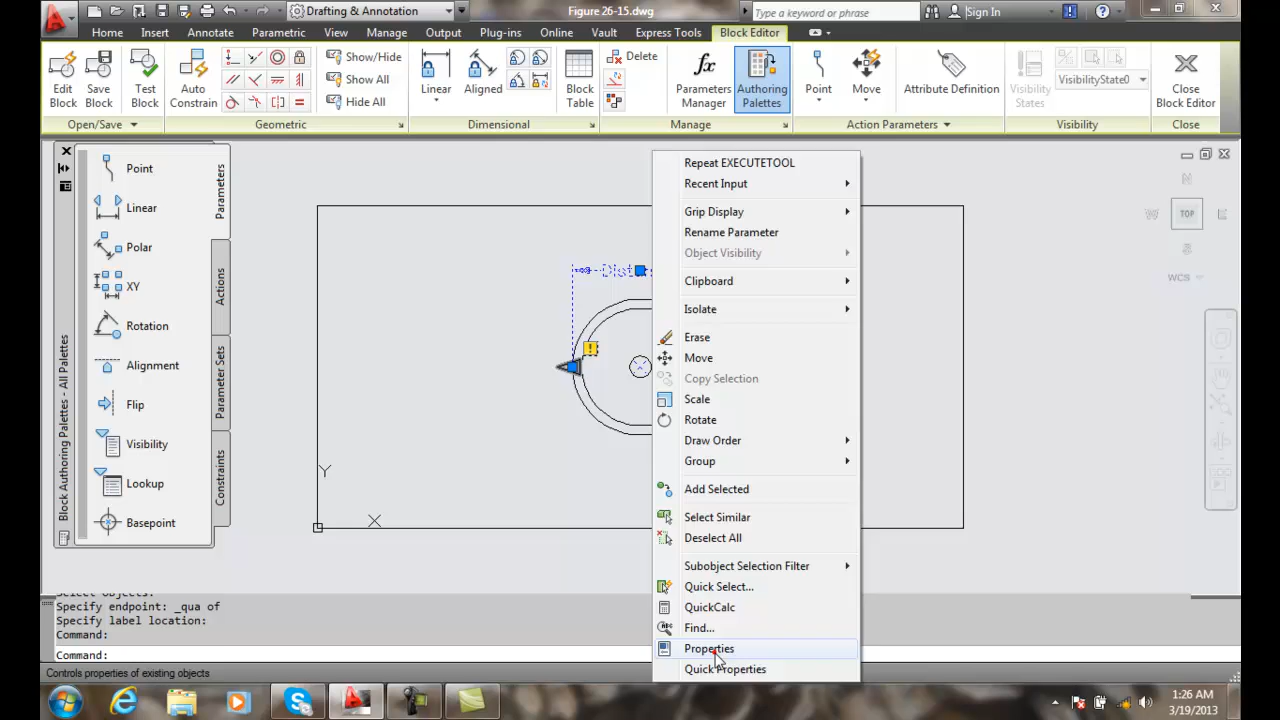 Drafting & Annotation
Figure 26-15.dwg
Type a keyword or phrase
Sign In
Home Insert Annotate Parametric View Manage Output Plug-ins Online Vault Express Tools Block Editor
Edit Block
Save Block
Test Block
Auto Constrain
Show/Hide
Show All
Hide All
Linear
Aligned
Block Table
Delete
Parameters Manager
Authoring Palettes
Point
Move
Attribute Definition
Visibility States
VisibilityState0
Close Block Editor
Open/Save
Geometric
Dimensional
Manage
Action Parameters
Visibility
Close
Point
Linear
Polar
XY
Rotation
Alignment
Flip
Visibility
Lookup
Basepoint
Parameters
Actions
Parameter Sets
Constraints
Block Authoring Palettes - All Palettes
Y
X
Repeat EXECUTETOOL
Recent Input
Grip Display
Rename Parameter
Object Visibility
Clipboard
Isolate
Erase
Move
Copy Selection
Scale
Rotate
Draw Order
Group
Add Selected
Select Similar
Deselect All
Subobject Selection Filter
Quick Select...
QuickCalc
Find...
Properties
Quick Properties
N
W
TOP
E
S
WCS
Select objects:
Specify endpoint: _qua of
Specify label location:
Command:
Command:
Controls properties of existing objects
1:26 AM
3/19/2013